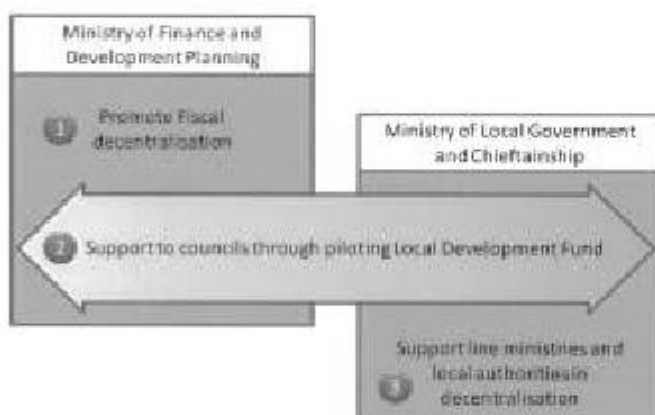 Ministry of Finance and
Development Planning
1
Promote Fiscal
decentralisation
Ministry of Local Government
and Chieftainship
2
Support to councils through piloting Local Development Fund
Support line ministries and
local authorities in
3
decentralisation